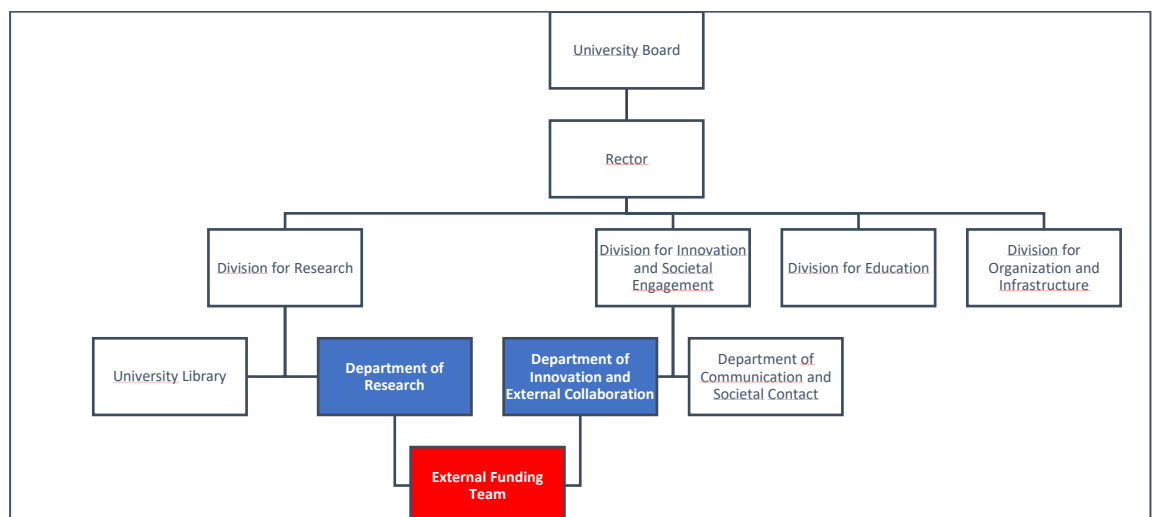 University Board
Rector
Division for Research
Division for Innovation
and Societal
Engagement
Division for Education
Division for
Organization and
Infrastructure
University Library
Department of
Research
Department of
Innovation and
External Collaboration
Department of
Communication and
Societal Contact
External Funding
Team